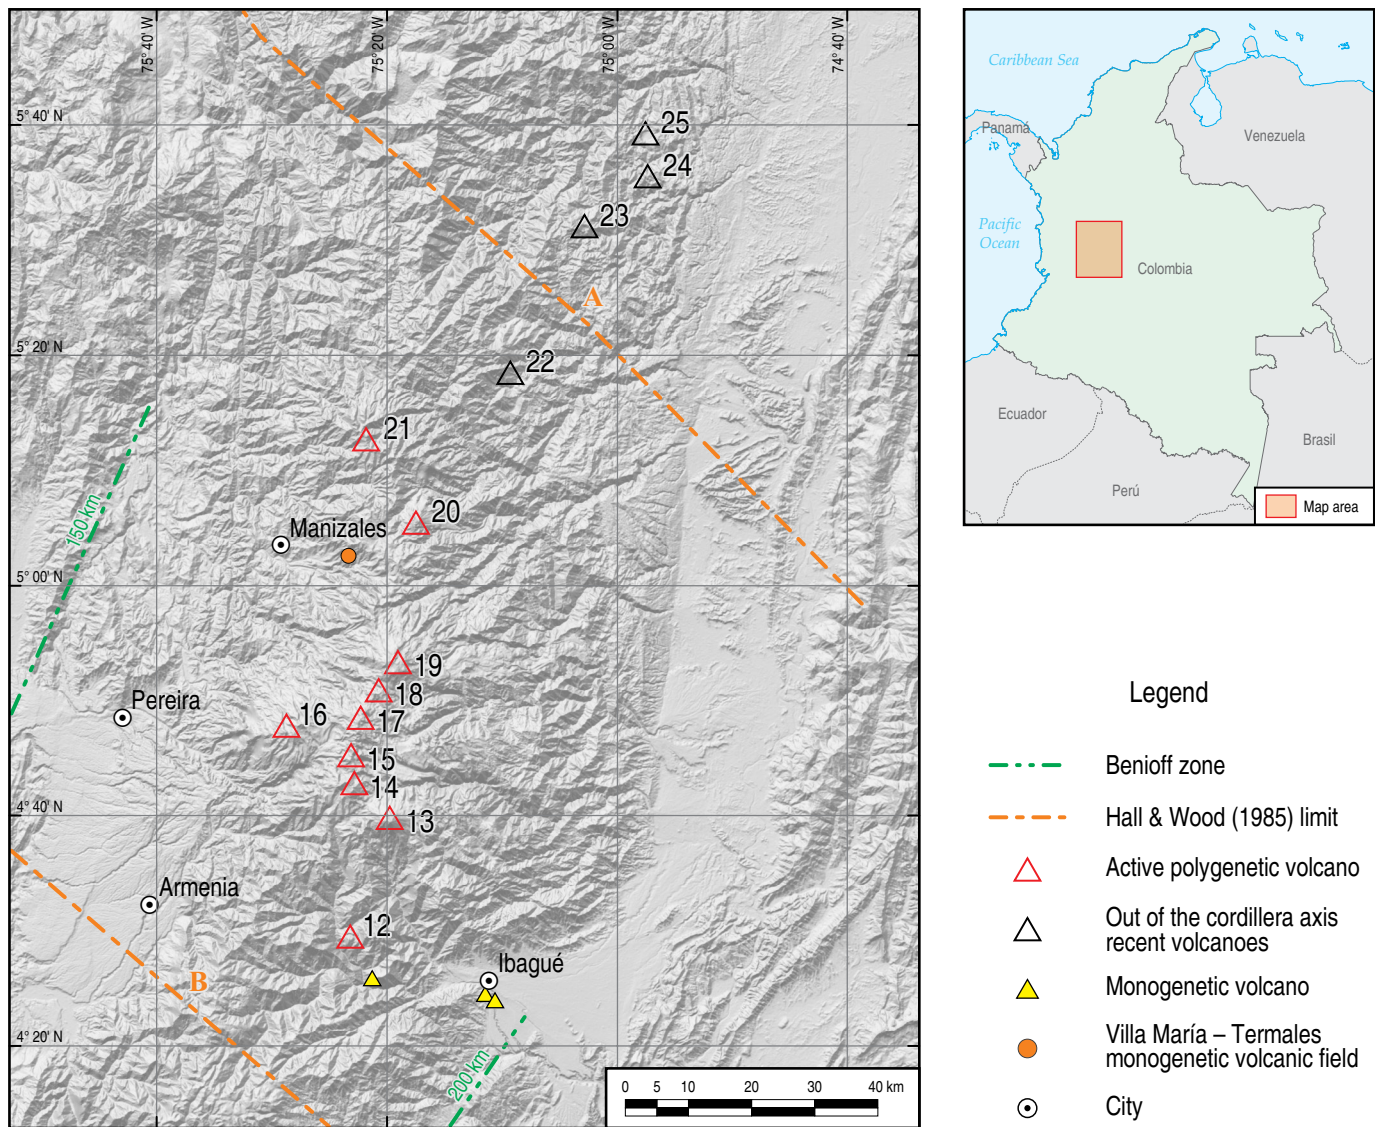 75° 40' W
75° 20' W
75° 00' W
74° 40' W
5° 40' N
25
24
23
A
5° 20' N
22
21
20
Manizales
150 km
5° 00' N
19
18
Pereira
16
17
15
14
4° 40' N
13
Armenia
12
Ibagué
B
4° 20' N
200 km
0 5 10 20 30 40 km
Caribbean Sea
Panamá
Venezuela
Pacific
Ocean
Colombia
Ecuador
Brasil
Perú
Map area
Legend
Benioff zone
Hall & Wood (1985) limit
Active polygenetic volcano
Out of the cordillera axis
recent volcanoes
Monogenetic volcano
Villa María – Termales
monogenetic volcanic field
City